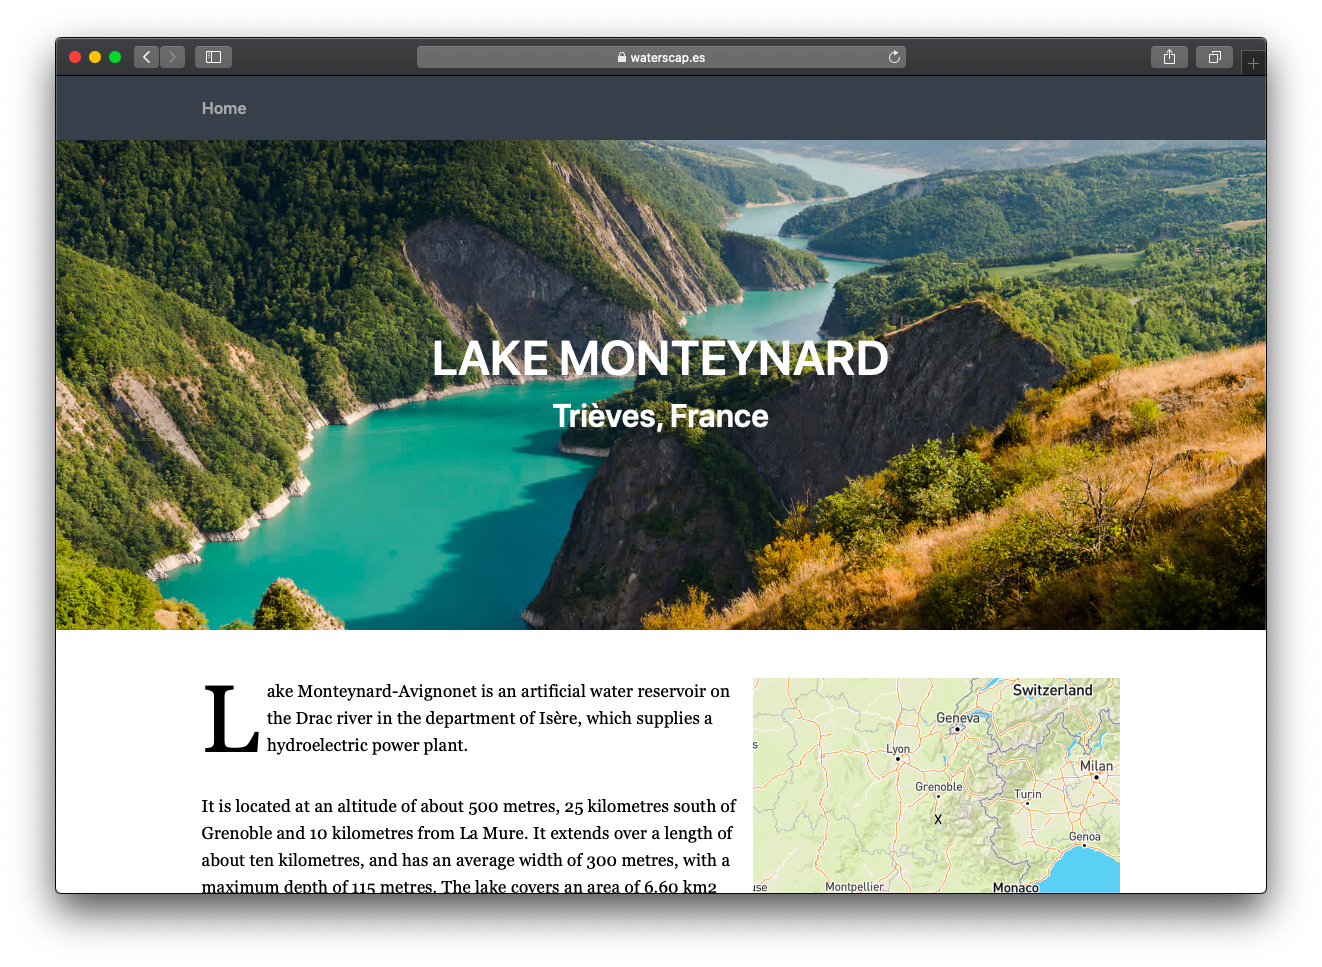 waterscap.es
Home
LAKE MONTEYNARD
Trièves, France
Lake Monteynard-Avignonet is an artificial water reservoir on
the Drac river in the department of Isère, which supplies a
hydroelectric power plant.
It is located at an altitude of about 500 metres, 25 kilometres south of
Grenoble and 10 kilometres from La Mure. It extends over a length of
about ten kilometres, and has an average width of 300 metres, with a
maximum depth of 115 metres. The lake covers an area of 6.60 km2
Switzerland
Geneva
s
Lyon
Milan
Grenoble
Turin
X
Genoa
use
Montpellier
Monaco